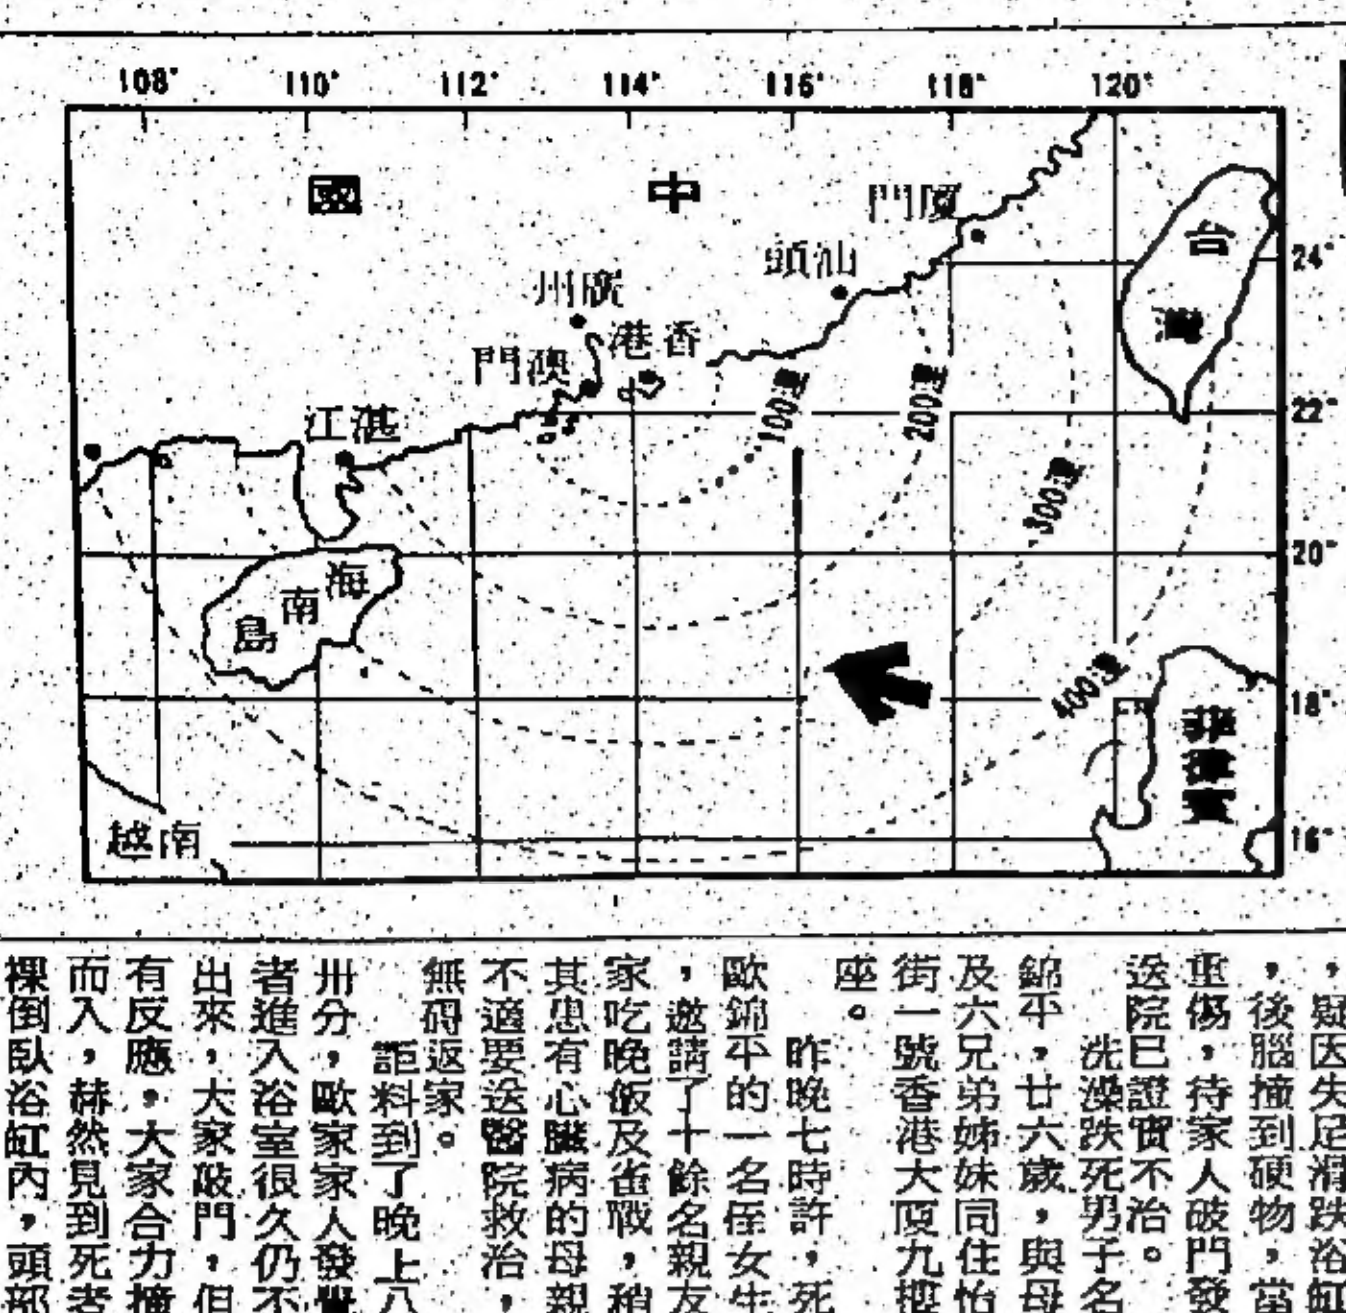 108° 110° 112° 114° 116° 118° 120°
中國
廈門
台灣
汕頭
24°
廣州
香港
澳門
湛江
100浬
200浬
22°
300浬
20°
海南島
400浬
18°
菲律賓
越南
16°
，疑因失足滑跌浴缸
，後腦撞到硬物，當
重傷，待家人破門發
送院已證實不治。
洗澡跌死男子名
錦平，廿六歲，與母
及六兄弟姊妹同住怡
街一號香港大廈九樓
座。
昨晚七時許，死
歐錦平的一名侄女生
，邀請了十餘名親友
家吃晚飯及雀戰，稍
其患有心臟病的母親
不適要送醫院救治，
無碍返家。
詎料到了晚上八
卅分，歐家家人發覺
者進入浴室很久仍不
出來，大家敲門，但
有反應，大家合力撞
而入，赫然見到死者
裸倒臥浴缸內，頭部